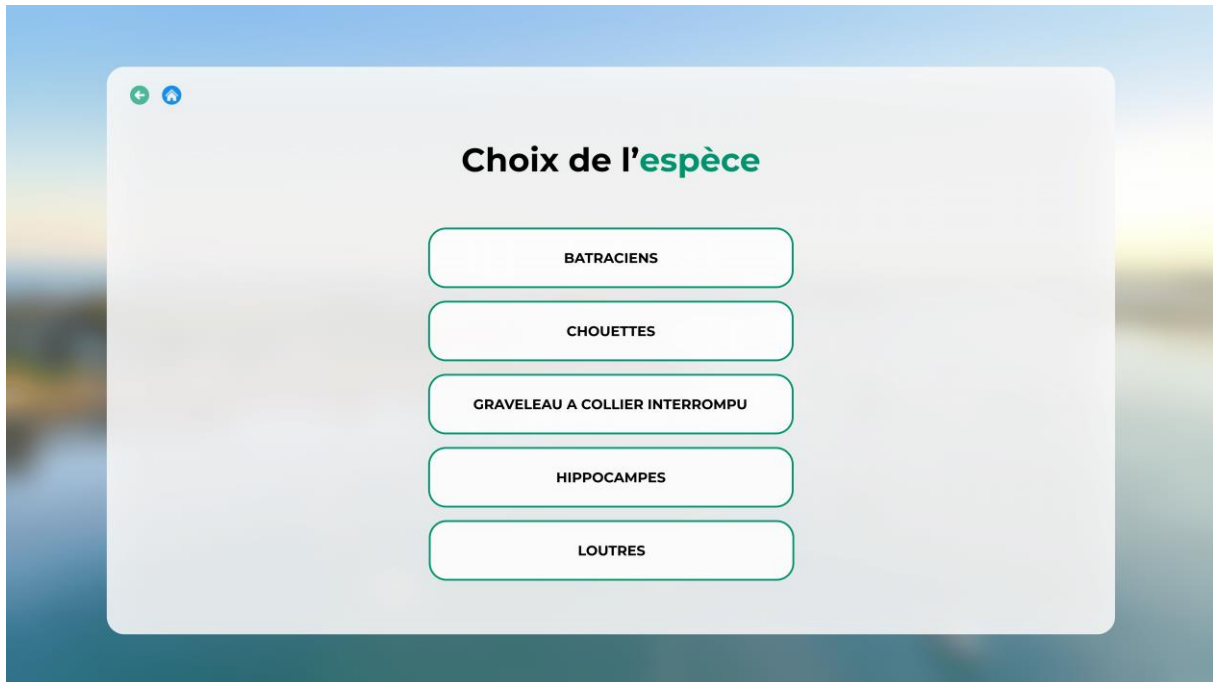 Choix de l’espèce
BATRACIENS
CHOUETTES
GRAVELEAU A COLLIER INTERROMPU
HIPPOCAMPES
LOUTRES